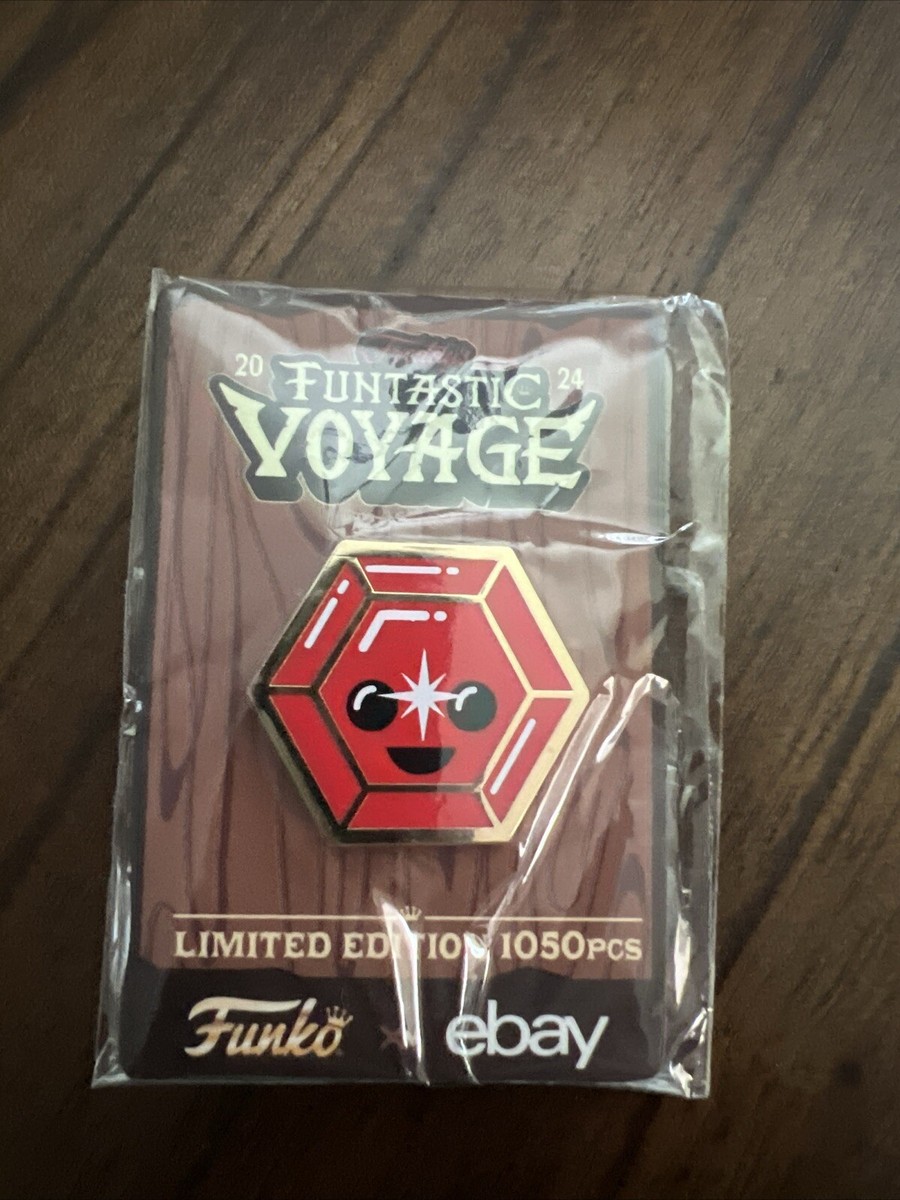 20 FUNTASTIC 24
VOYAGE
LIMITED EDITION 1050PCS
Funko x ebay